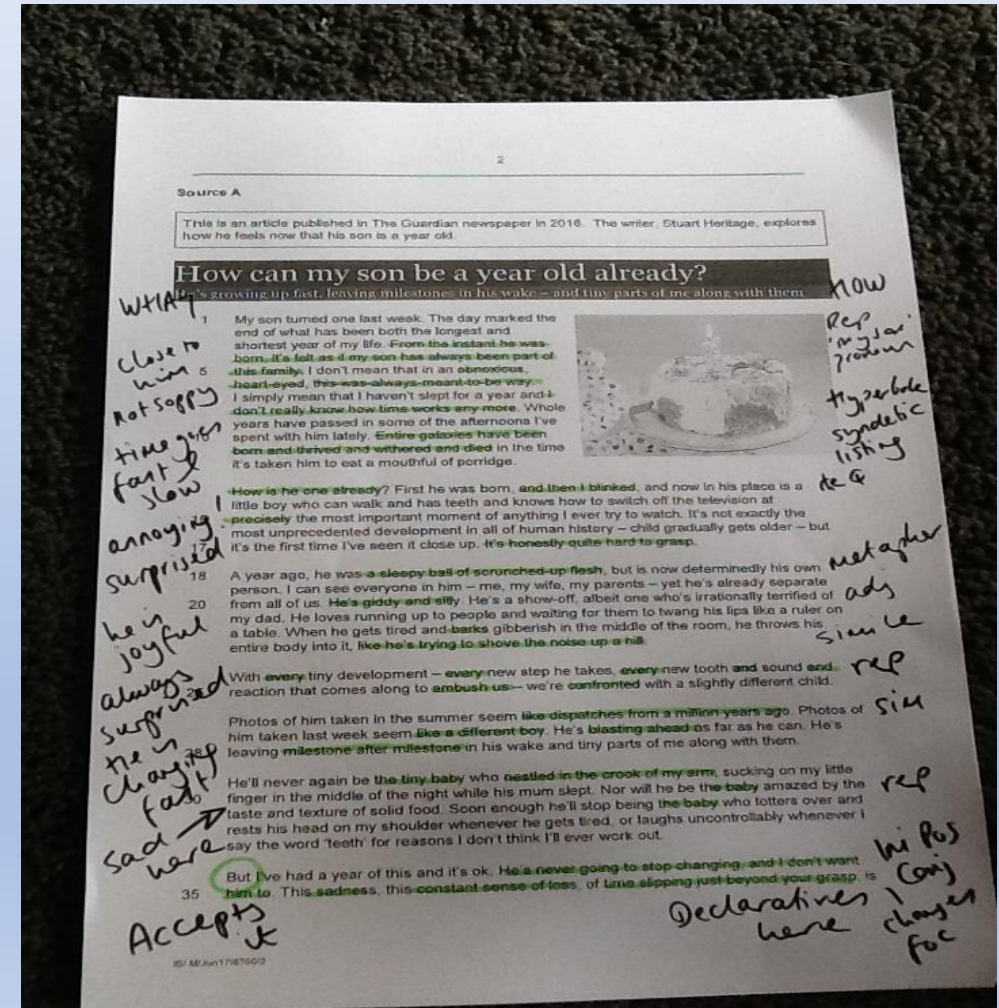 2
Source A
This is an article published in The Guardian newspaper in 2016. The writer, Stuart Heritage, explores
how he feels now that his son is a year old.
How can my son be a year old already?
He's growing up fast, leaving milestones in his wake – and tiny parts of me along with them
WHAT
close to
him
not soppy
time goes
fast &
slow
annoying!
surprised
he is
joyful
always
surprised
he is
changing
fast
sad
here
Accepts
it
1 My son turned one last week. The day marked the
end of what has been both the longest and
shortest year of my life. From the instant he was
born, it's felt as if my son has always been part of
5 this family. I don't mean that in an obnoxious,
heart-eyed, this-was-always-meant-to-be way.
I simply mean that I haven't slept for a year and I
don't really know how time works any more. Whole
years have passed in some of the afternoons I've
spent with him lately. Entire galaxies have been
born and thrived and withered and died in the time
it's taken him to eat a mouthful of porridge.
How is he one already? First he was born, and then I blinked, and now in his place is a
little boy who can walk and has teeth and knows how to switch off the television at
precisely the most important moment of anything I ever try to watch. It's not exactly the
most unprecedented development in all of human history – child gradually gets older – but
17 it's the first time I've seen it close up. It's honestly quite hard to grasp.
18 A year ago, he was a sleepy ball of scrunched-up flesh, but is now determinedly his own
person. I can see everyone in him – me, my wife, my parents – yet he's already separate
20 from all of us. He's giddy and silly. He's a show-off, albeit one who's irrationally terrified of
my dad. He loves running up to people and waiting for them to twang his lips like a ruler on
a table. When he gets tired and barks gibberish in the middle of the room, he throws his
entire body into it, like he's trying to shove the noise up a hill.
With every tiny development – every new step he takes, every new tooth and sound and
reaction that comes along to ambush us – we're confronted with a slightly different child.
Photos of him taken in the summer seem like dispatches from a million years ago. Photos of
him taken last week seem like a different boy. He's blasting ahead as far as he can. He's
leaving milestone after milestone in his wake and tiny parts of me along with them.
He'll never again be the tiny baby who nestled in the crook of my arm, sucking on my little
finger in the middle of the night while his mum slept. Nor will he be the baby amazed by the
taste and texture of solid food. Soon enough he'll stop being the baby who totters over and
rests his head on my shoulder whenever he gets tired, or laughs uncontrollably whenever I
say the word 'teeth' for reasons I don't think I'll ever work out.
But I've had a year of this and it's ok. He's never going to stop changing, and I don't want
35 him to. This sadness, this constant sense of loss, of time slipping just beyond your grasp, is
HOW
Rep
pronoun
Hyperbole
syndetic
listing
Q
metaphor
adj
simile
rep
sim
rep
Conj
changes
foc
Declaratives
here